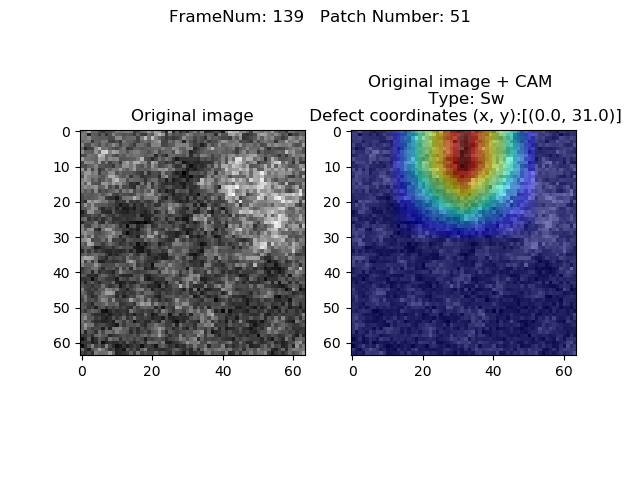 FrameNum: 139   Patch Number: 51
Original image
0
10
20
30
40
50
60
0 20 40 60
Original image + CAM
Type: Sw
Defect coordinates (x, y):[(0.0, 31.0)]
0
10
20
30
40
50
60
0 20 40 60